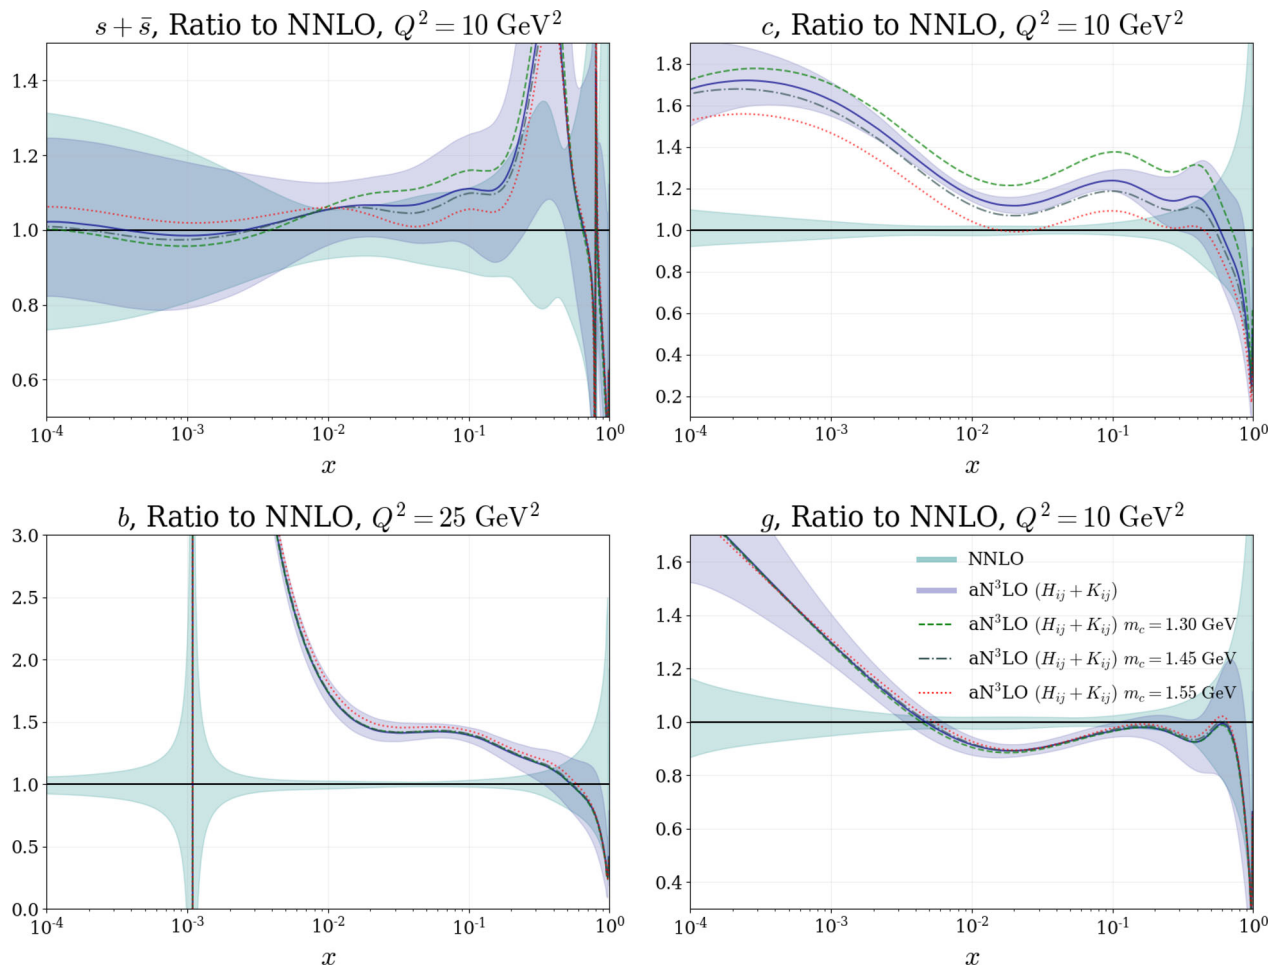 s + s̄, Ratio to NNLO, Q² = 10 GeV²
1.4
1.2
1.0
0.8
0.6
10⁻⁴ 10⁻³ 10⁻² 10⁻¹ 10⁰
x
c, Ratio to NNLO, Q² = 10 GeV²
1.8
1.6
1.4
1.2
1.0
0.8
0.6
0.4
0.2
10⁻⁴ 10⁻³ 10⁻² 10⁻¹ 10⁰
x
b, Ratio to NNLO, Q² = 25 GeV²
3.0
2.5
2.0
1.5
1.0
0.5
0.0
10⁻⁴ 10⁻³ 10⁻² 10⁻¹ 10⁰
x
g, Ratio to NNLO, Q² = 10 GeV²
1.6
1.4
1.2
1.0
0.8
0.6
0.4
NNLO
aN³LO (Hᵢⱼ + Kᵢⱼ)
aN³LO (Hᵢⱼ + Kᵢⱼ) m_c = 1.30 GeV
aN³LO (Hᵢⱼ + Kᵢⱼ) m_c = 1.45 GeV
aN³LO (Hᵢⱼ + Kᵢⱼ) m_c = 1.55 GeV
10⁻⁴ 10⁻³ 10⁻² 10⁻¹ 10⁰
x